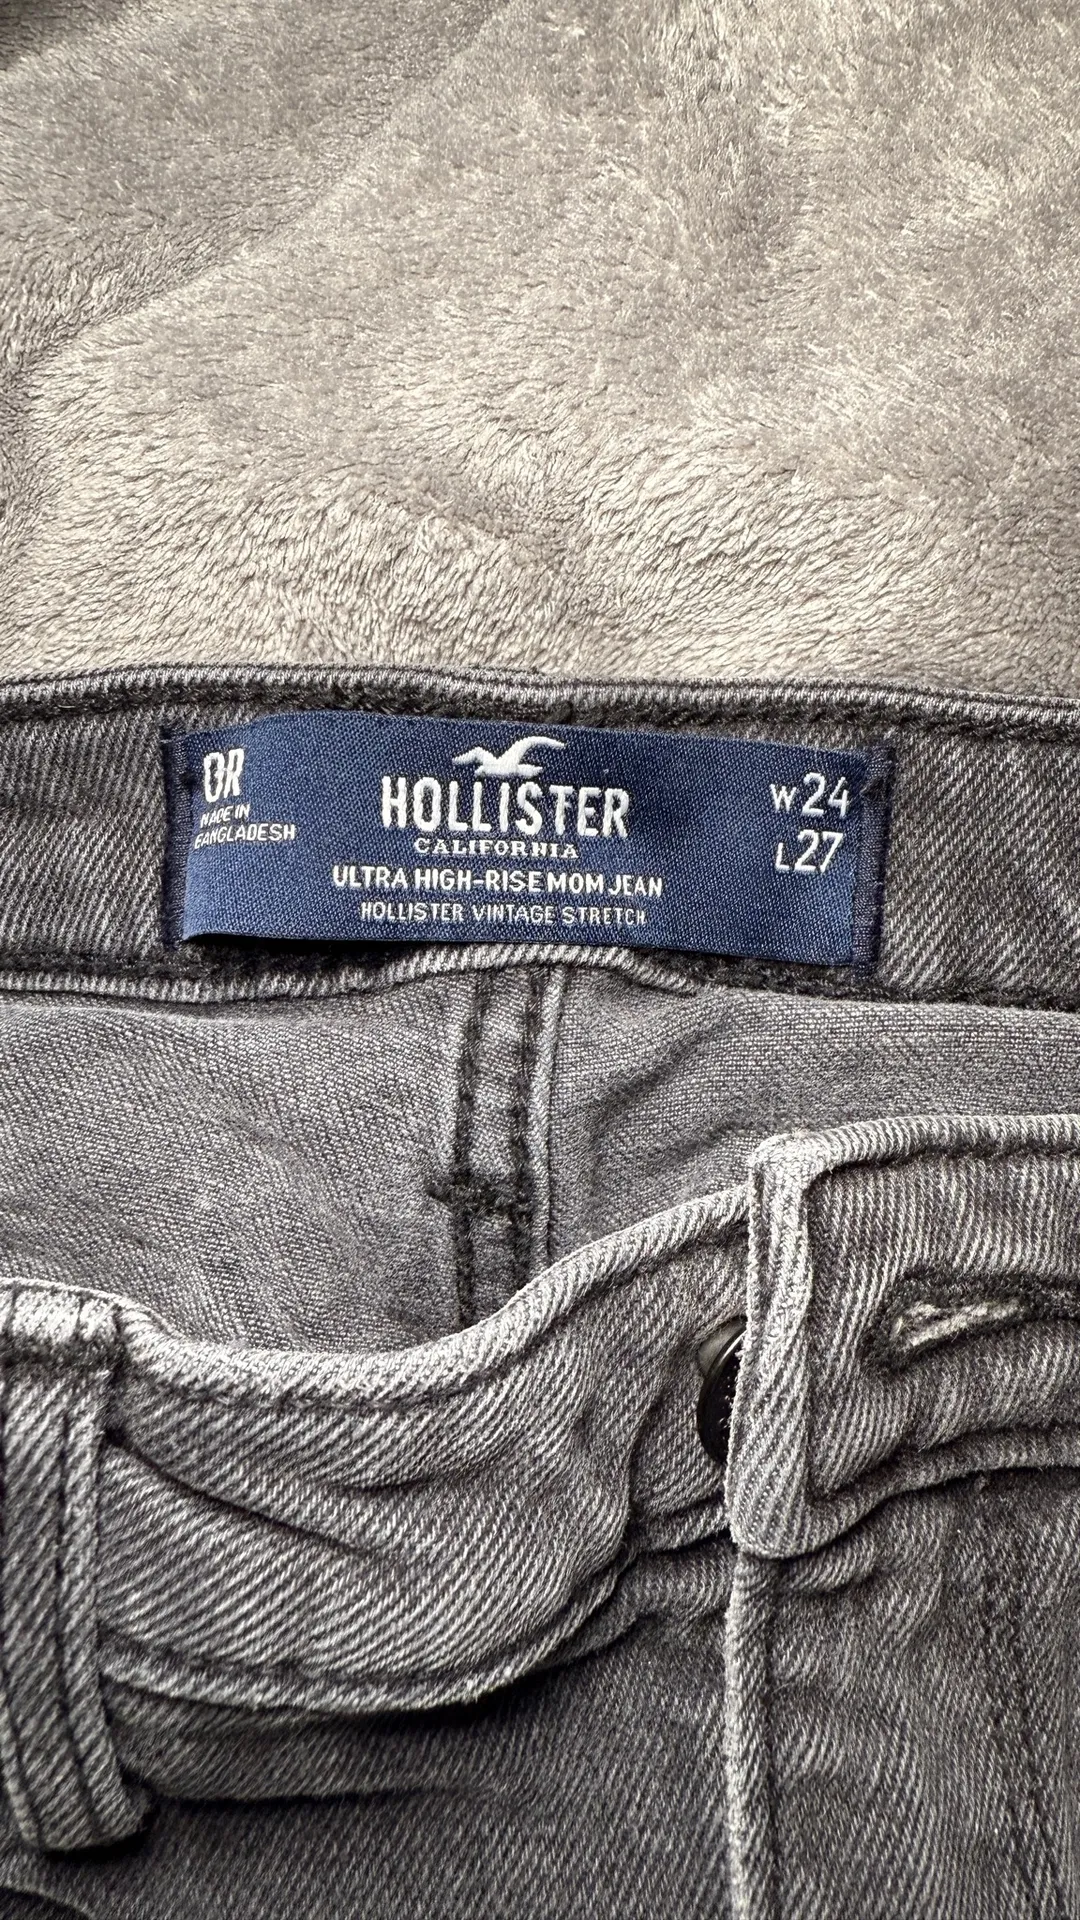 0R
MADE IN
BANGLADESH
HOLLISTER
CALIFORNIA
ULTRA HIGH-RISE MOM JEAN
HOLLISTER VINTAGE STRETCH
W24
L27